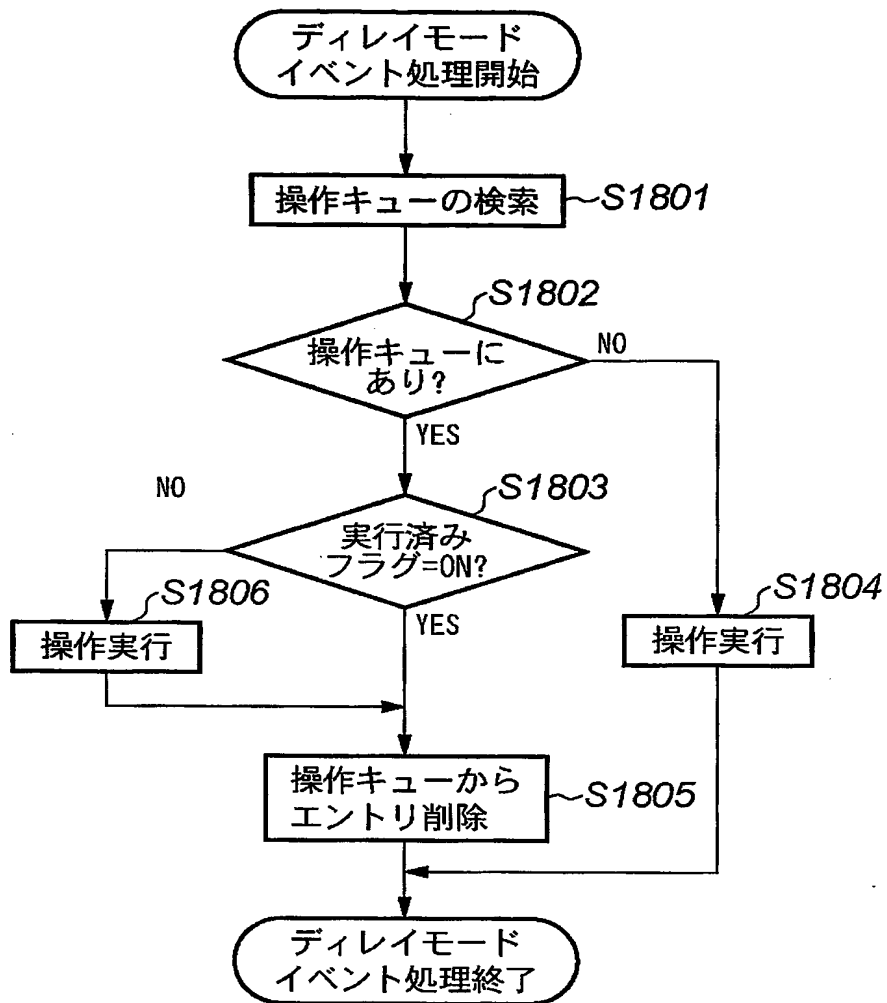 ディレイモード
イベント処理開始
操作キューの検索
S1801
S1802
操作キューに
あり?
NO
YES
NO
S1803
実行済み
フラグ=ON?
YES
S1806
操作実行
S1804
操作実行
操作キューから
エントリ削除
S1805
ディレイモード
イベント処理終了